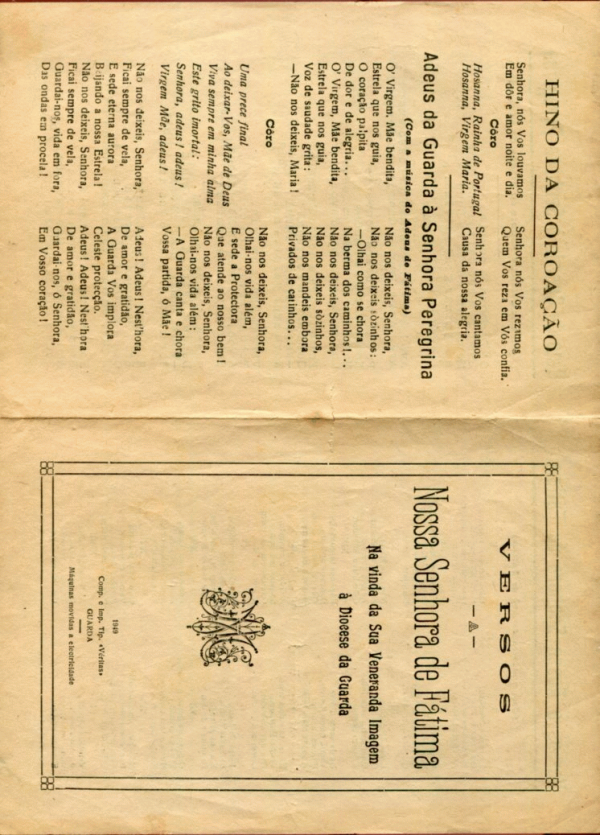 HINO DA COROAÇÃO
Senhora, nós Vos louvamos
Em dôr e amor noite e dia.
Côro
Hosanna, Rainha de Portugal
Hosanna, Virgem Maria.
Senhora nós Vos rezamos
Quem Vos reza em Vós confia.
Senhora nós Vos cantamos
Causa da nossa alegria.
Adeus da Guarda à Senhora Peregrina
(Com a música do Adeus de Fátima)
O' Virgem, Mãe bendita,
Estrela que nos guia,
O coração palpita
De dor e de alegria...
O' Virgem, Mãe bendita,
Estrela que nos guia,
Voz de saudade grita:
—Não nos deixeis, Maria!
Côro
Uma prece final
Ao deixar-Vos, Mãe de Deus
Viva sempre em minha alma
Este grito imortal:
Senhora, adeus! adeus!
Virgem Mãe, adeus!
Não nos deixeis, Senhora,
Ficai sempre de vela,
E sede eterna aurora
Beijando a nossa Estrela!
Não nos deixeis, Senhora,
Ficai sempre de vela,
Guardai-nos, vida em fora,
Das ondas em procela!
Não nos deixeis, Senhora,
Não nos deixeis sòzinhos:
—Olhai como se chora
Na berma dos caminhos!...
Não nos deixeis, Senhora,
Não nos deixeis sòzinhos,
Não nos mandeis embora
Privados de carinhos...
Côro
Não nos deixeis, Senhora,
Olhai-nos vida além,
E sede a Protectora
Que atende ao nosso bem!
Não nos deixeis, Senhora,
Olhai-nos vida além:
—A Guarda canta e chora
Vossa partida, ó Mãe!
Adeus! Adeus! Nest'hora
De amor e gratidão,
A Guarda Vos implora
Celeste protecção.
Adeus! Adeus! Nest'hora
De amor e gratidão,
Guardai-nos, ó Senhora,
Em Vosso coração!
VERSOS
—A—
Nossa Senhora de Fátima
Na vinda da Sua Veneranda Imagem
à Diocese da Guarda
1949
Comp. e Imp. Tip. «Véritas»
GUARDA
Máquinas movidas a electricidade